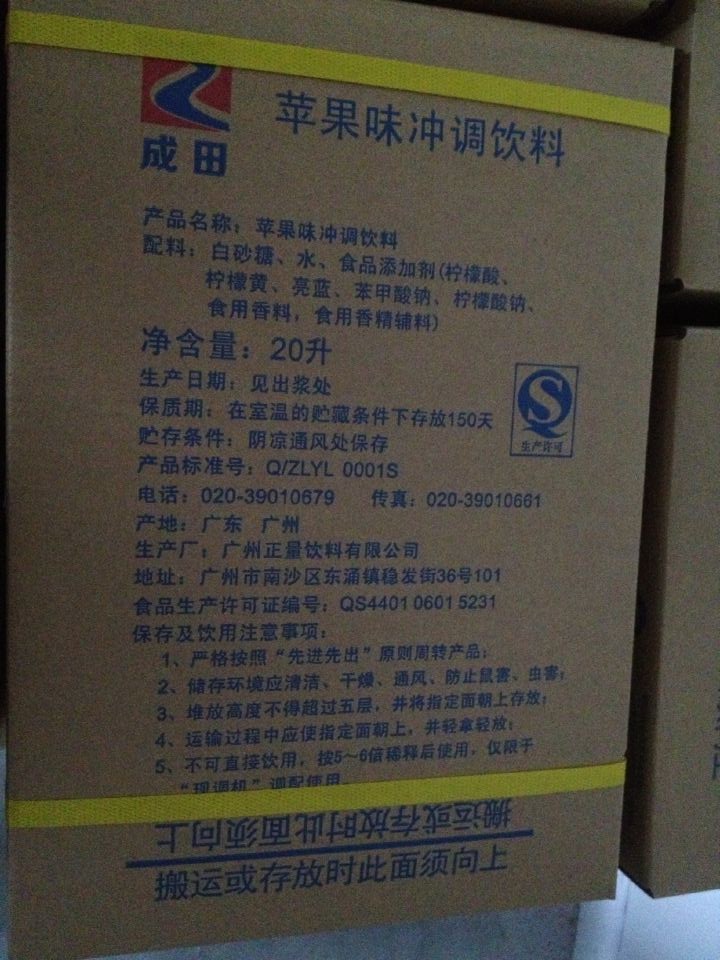 成田
苹果味冲调饮料
产品名称：苹果味冲调饮料
配料：白砂糖、水、食品添加剂(柠檬酸、
柠檬黄、亮蓝、苯甲酸钠、柠檬酸钠、
食用香料，食用香精辅料)
净含量：20升
生产日期：见出浆处
保质期：在室温的贮藏条件下存放150天
贮存条件：阴凉通风处保存
产品标准号：Q/ZLYL 0001S
生产许可
电话：020-39010679 传真：020-39010661
产地：广东 广州
生产厂：广州正量饮料有限公司
地址：广州市南沙区东涌镇稳发街36号101
食品生产许可证编号：QS4401 0601 5231
保存及饮用注意事项：
1、严格按照“先进先出”原则周转产品；
2、储存环境应清洁、干燥、通风、防止鼠害、虫害；
3、堆放高度不得超过五层，并将指定面朝上存放；
4、运输过程中应使指定面朝上，并轻拿轻放；
5、不可直接饮用，按5～6倍稀释后使用，仅限于
“现调机”调配使用。
搬运或存放时此面须向上
搬运或存放时此面须向上